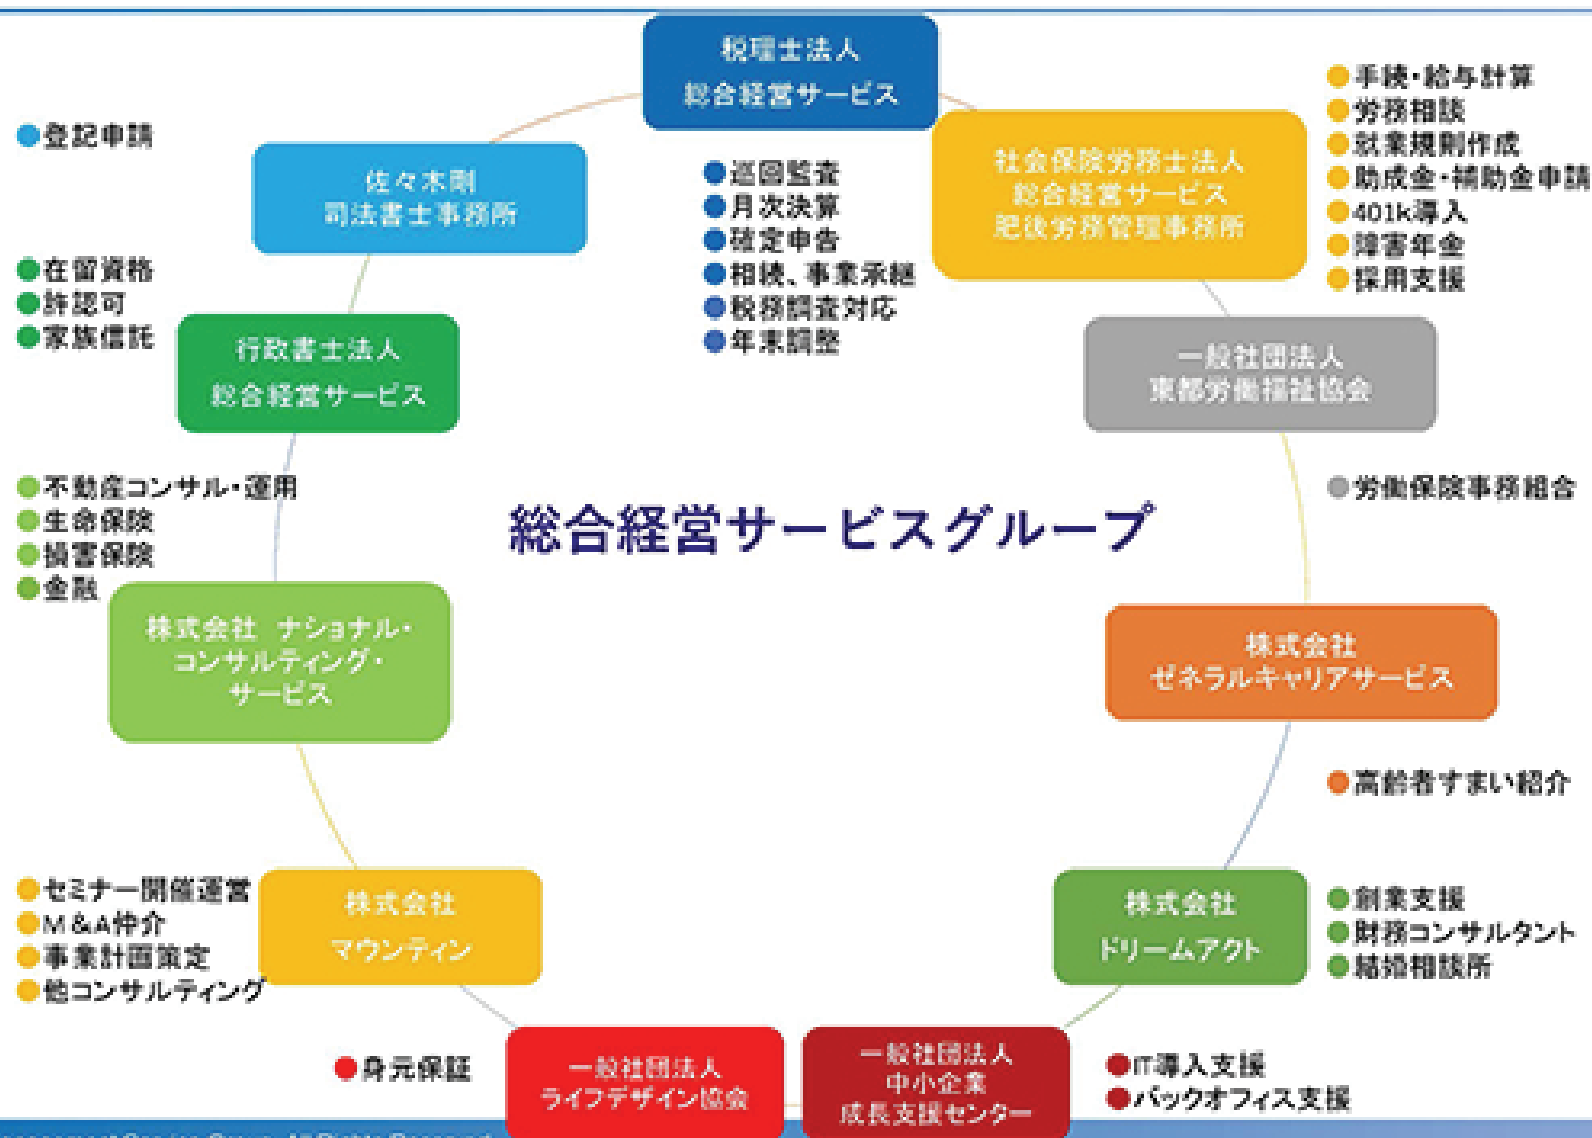 税理士法人
総合経営サービス
巡回監査
月次決算
確定申告
相続、事業承継
税務調査対応
年末調整
社会保険労務士法人
総合経営サービス
肥後労務管理事務所
手続・給与計算
労務相談
就業規則作成
助成金・補助金申請
401k導入
障害年金
採用支援
一般社団法人
東都労働福祉協会
労働保険事務組合
株式会社
ゼネラルキャリアサービス
高齢者すまい紹介
株式会社
ドリームアクト
創業支援
財務コンサルタント
結婚相談所
一般社団法人
中小企業
成長支援センター
IT導入支援
バックオフィス支援
一般社団法人
ライフデザイン協会
身元保証
株式会社
マウンティン
セミナー開催運営
M&A仲介
事業計画策定
他コンサルティング
株式会社 ナショナル・
コンサルティング・
サービス
不動産コンサル・運用
生命保険
損害保険
金融
行政書士法人
総合経営サービス
在留資格
許認可
家族信託
佐々木剛
司法書士事務所
登記申請
総合経営サービスグループ